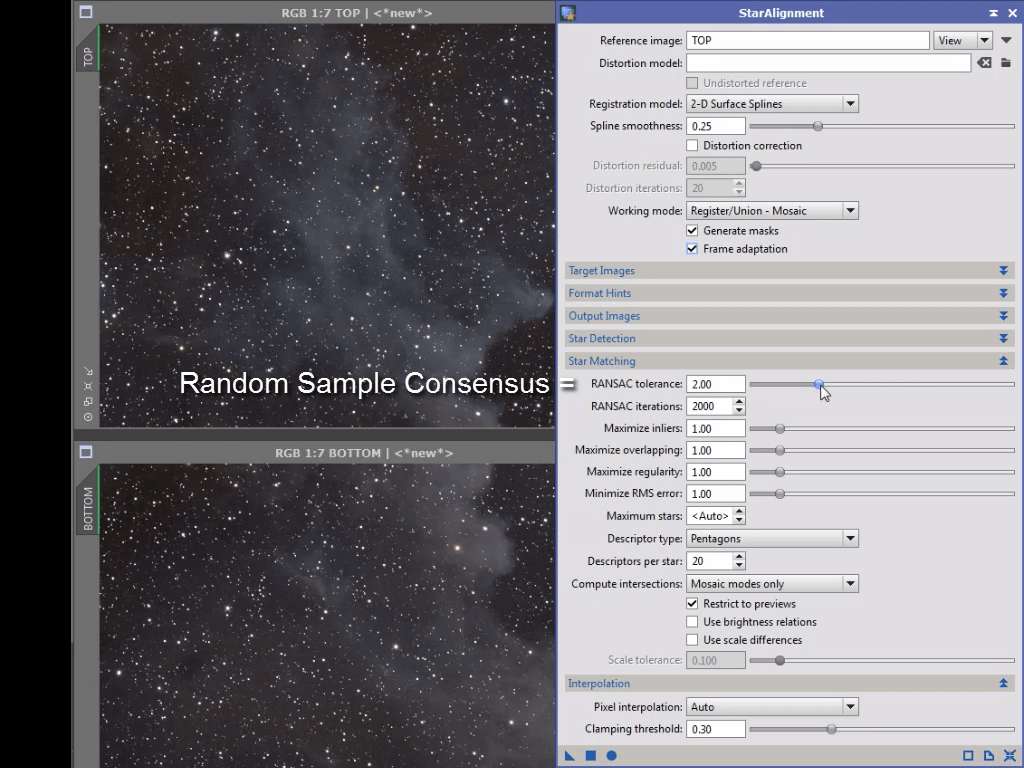 RGB 1:7 TOP | <*new*>
TOP
Random Sample Consensus =
RGB 1:7 BOTTOM | <*new*>
BOTTOM
StarAlignment
Reference image: TOP View
Distortion model:
Undistorted reference
Registration model: 2-D Surface Splines
Spline smoothness: 0.25
Distortion correction
Distortion residual: 0.005
Distortion iterations: 20
Working mode: Register/Union - Mosaic
Generate masks
Frame adaptation
Target Images
Format Hints
Output Images
Star Detection
Star Matching
RANSAC tolerance: 2.00
RANSAC iterations: 2000
Maximize inliers: 1.00
Maximize overlapping: 1.00
Maximize regularity: 1.00
Minimize RMS error: 1.00
Maximum stars: <Auto>
Descriptor type: Pentagons
Descriptors per star: 20
Compute intersections: Mosaic modes only
Restrict to previews
Use brightness relations
Use scale differences
Scale tolerance: 0.100
Interpolation
Pixel interpolation: Auto
Clamping threshold: 0.30